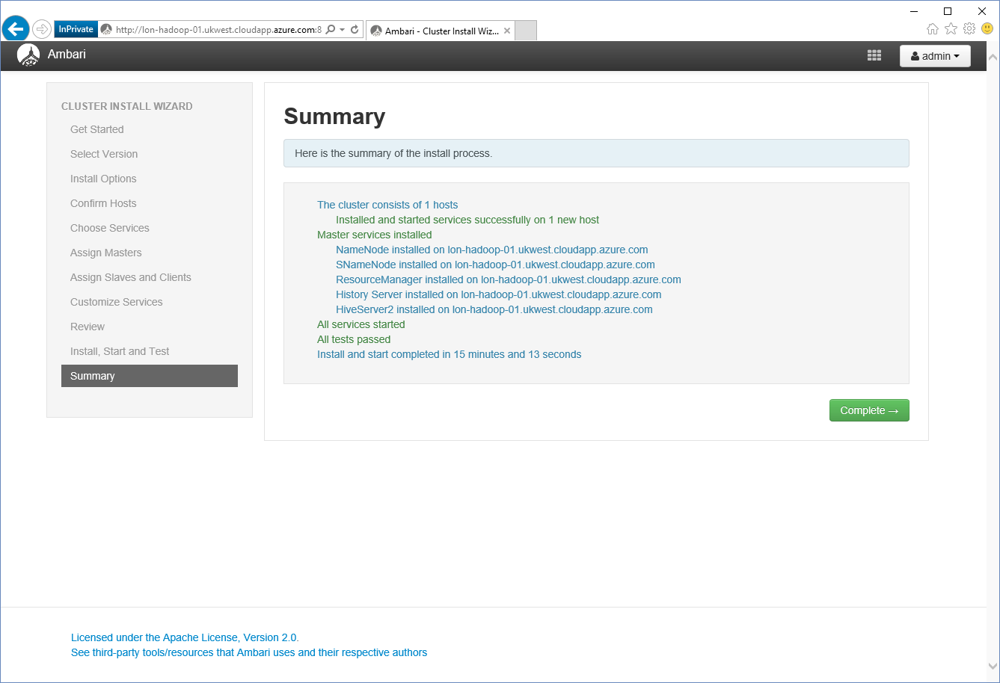 InPrivate
http://lon-hadoop-01.ukwest.cloudapp.azure.com:8
Ambari - Cluster Install Wiz...
Ambari
admin
CLUSTER INSTALL WIZARD
Get Started
Select Version
Install Options
Confirm Hosts
Choose Services
Assign Masters
Assign Slaves and Clients
Customize Services
Review
Install, Start and Test
Summary
Summary
Here is the summary of the install process.
The cluster consists of 1 hosts
Installed and started services successfully on 1 new host
Master services installed
NameNode installed on lon-hadoop-01.ukwest.cloudapp.azure.com
SNameNode installed on lon-hadoop-01.ukwest.cloudapp.azure.com
ResourceManager installed on lon-hadoop-01.ukwest.cloudapp.azure.com
History Server installed on lon-hadoop-01.ukwest.cloudapp.azure.com
HiveServer2 installed on lon-hadoop-01.ukwest.cloudapp.azure.com
All services started
All tests passed
Install and start completed in 15 minutes and 13 seconds
Complete →
Licensed under the Apache License, Version 2.0.
See third-party tools/resources that Ambari uses and their respective authors